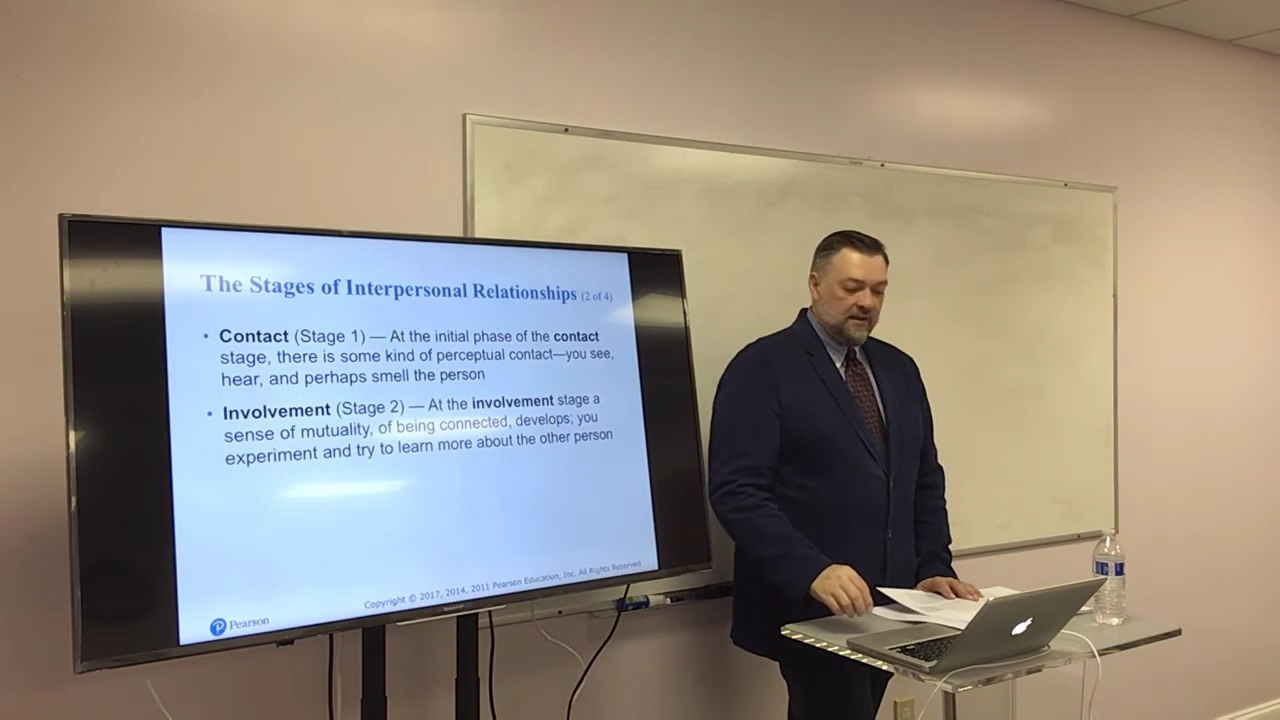 The Stages of Interpersonal Relationships (2 of 4)
• Contact (Stage 1) — At the initial phase of the contact
stage, there is some kind of perceptual contact—you see,
hear, and perhaps smell the person
• Involvement (Stage 2) — At the involvement stage a
sense of mutuality, of being connected, develops; you
experiment and try to learn more about the other person
Copyright © 2017, 2014, 2011 Pearson Education, Inc. All Rights Reserved
Pearson